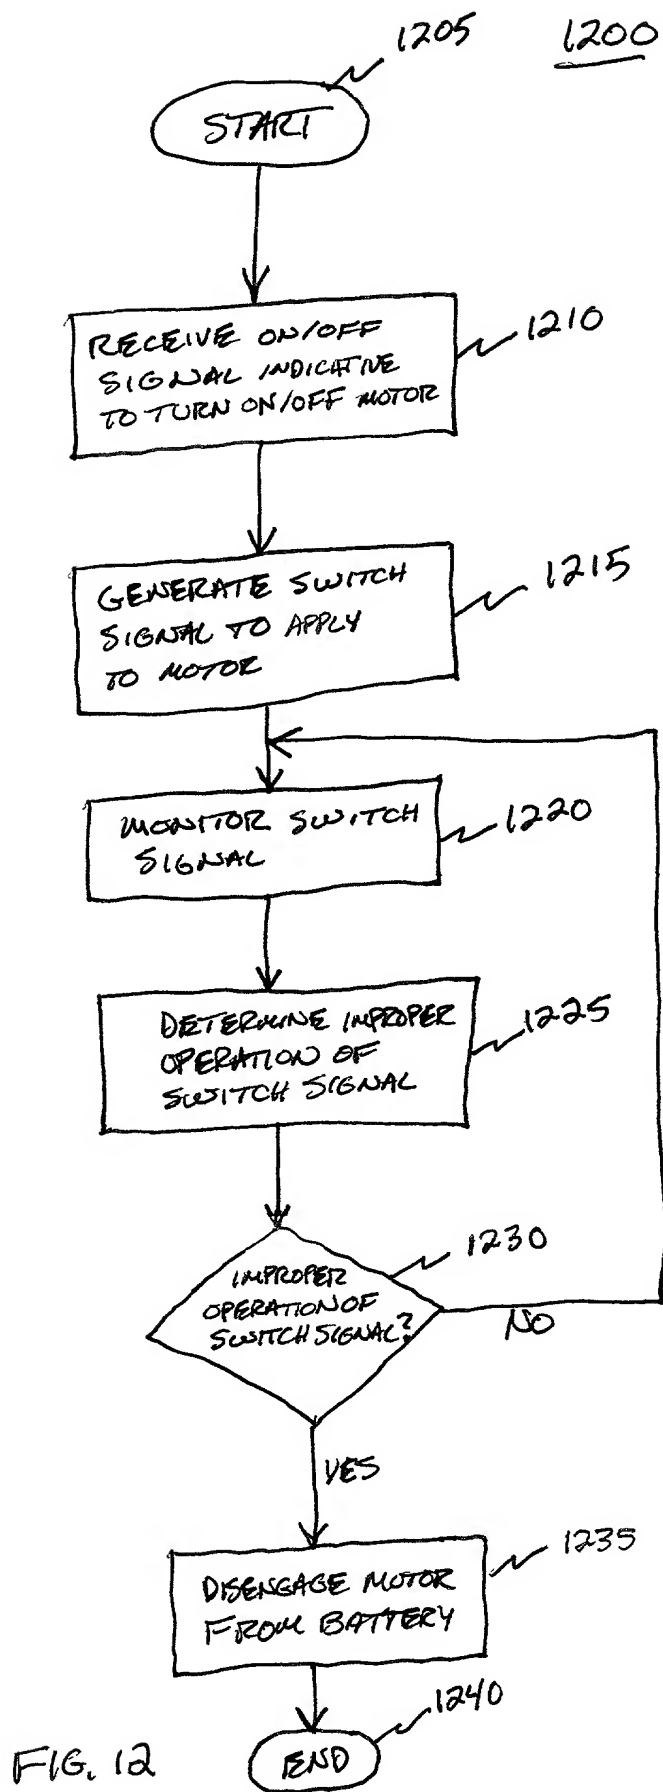 1205
1200
START
RECEIVE ON/OFF
SIGNAL INDICATIVE
TO TURN ON/OFF MOTOR
1210
GENERATE SWITCH
SIGNAL TO APPLY
TO MOTOR
1215
MONITOR SWITCH
SIGNAL
1220
DETERMINE IMPROPER
OPERATION OF
SWITCH SIGNAL
1225
IMPROPER
OPERATION OF
SWITCH SIGNAL?
1230
NO
YES
DISENGAGE MOTOR
FROM BATTERY
1235
END
1240
FIG. 12